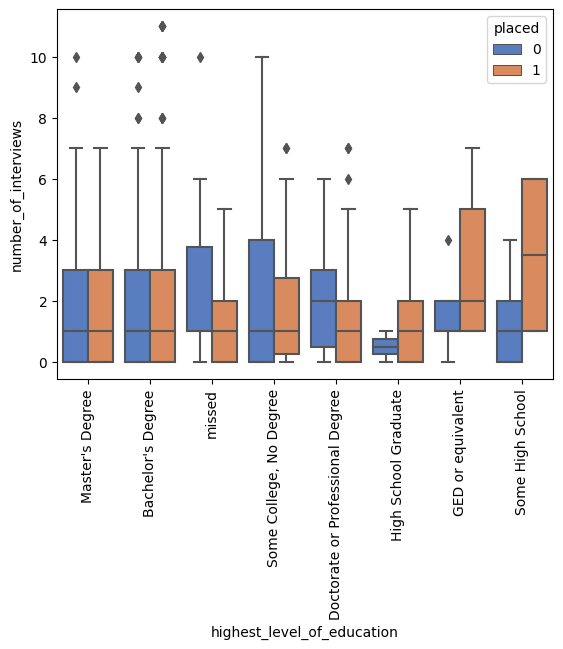 placed
0
1
number_of_interviews
10
8
6
4
2
0
Master's Degree
Bachelor's Degree
missed
Some College, No Degree
Doctorate or Professional Degree
High School Graduate
GED or equivalent
Some High School
highest_level_of_education